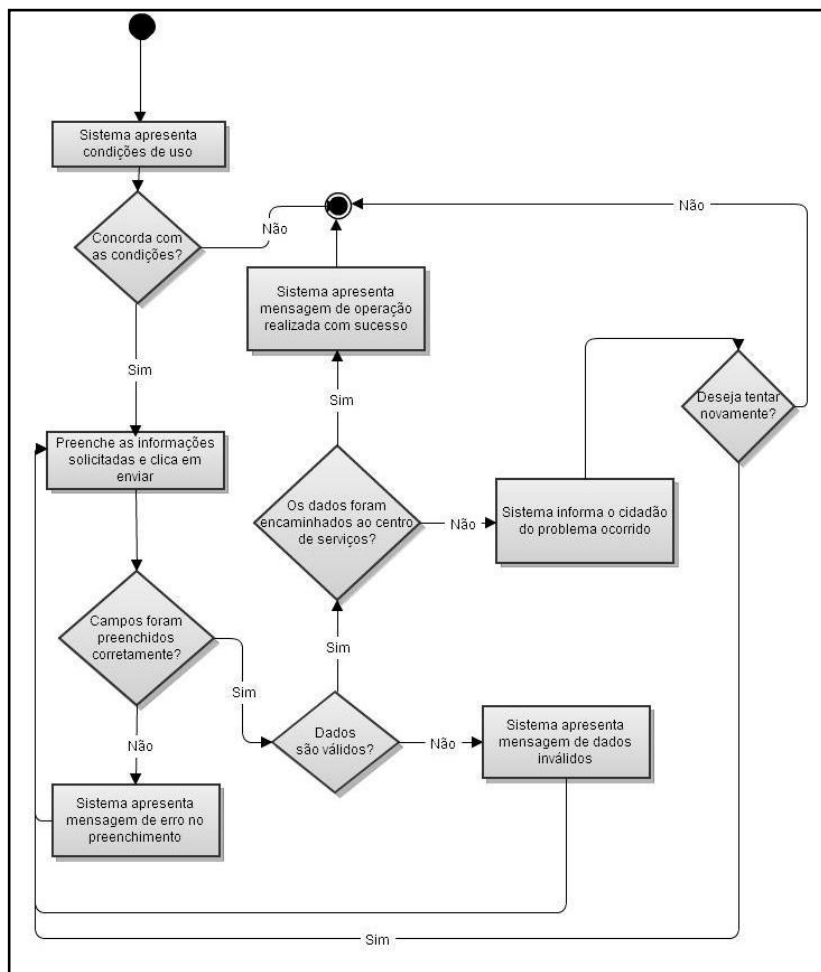 Sistema apresenta
condições de uso
Concorda com
as condições?
Não
Não
Sistema apresenta
mensagem de operação
realizada com sucesso
Sim
Sim
Deseja tentar
novamente?
Preenche as informações
solicitadas e clica em
enviar
Os dados foram
encaminhados ao centro
de serviços?
Não
Sistema informa o cidadão
do problema ocorrido
Campos foram
preenchidos
corretamente?
Sim
Sim
Dados
são válidos?
Não
Sistema apresenta
mensagem de dados
inválidos
Não
Sistema apresenta
mensagem de erro no
preenchimento
Sim